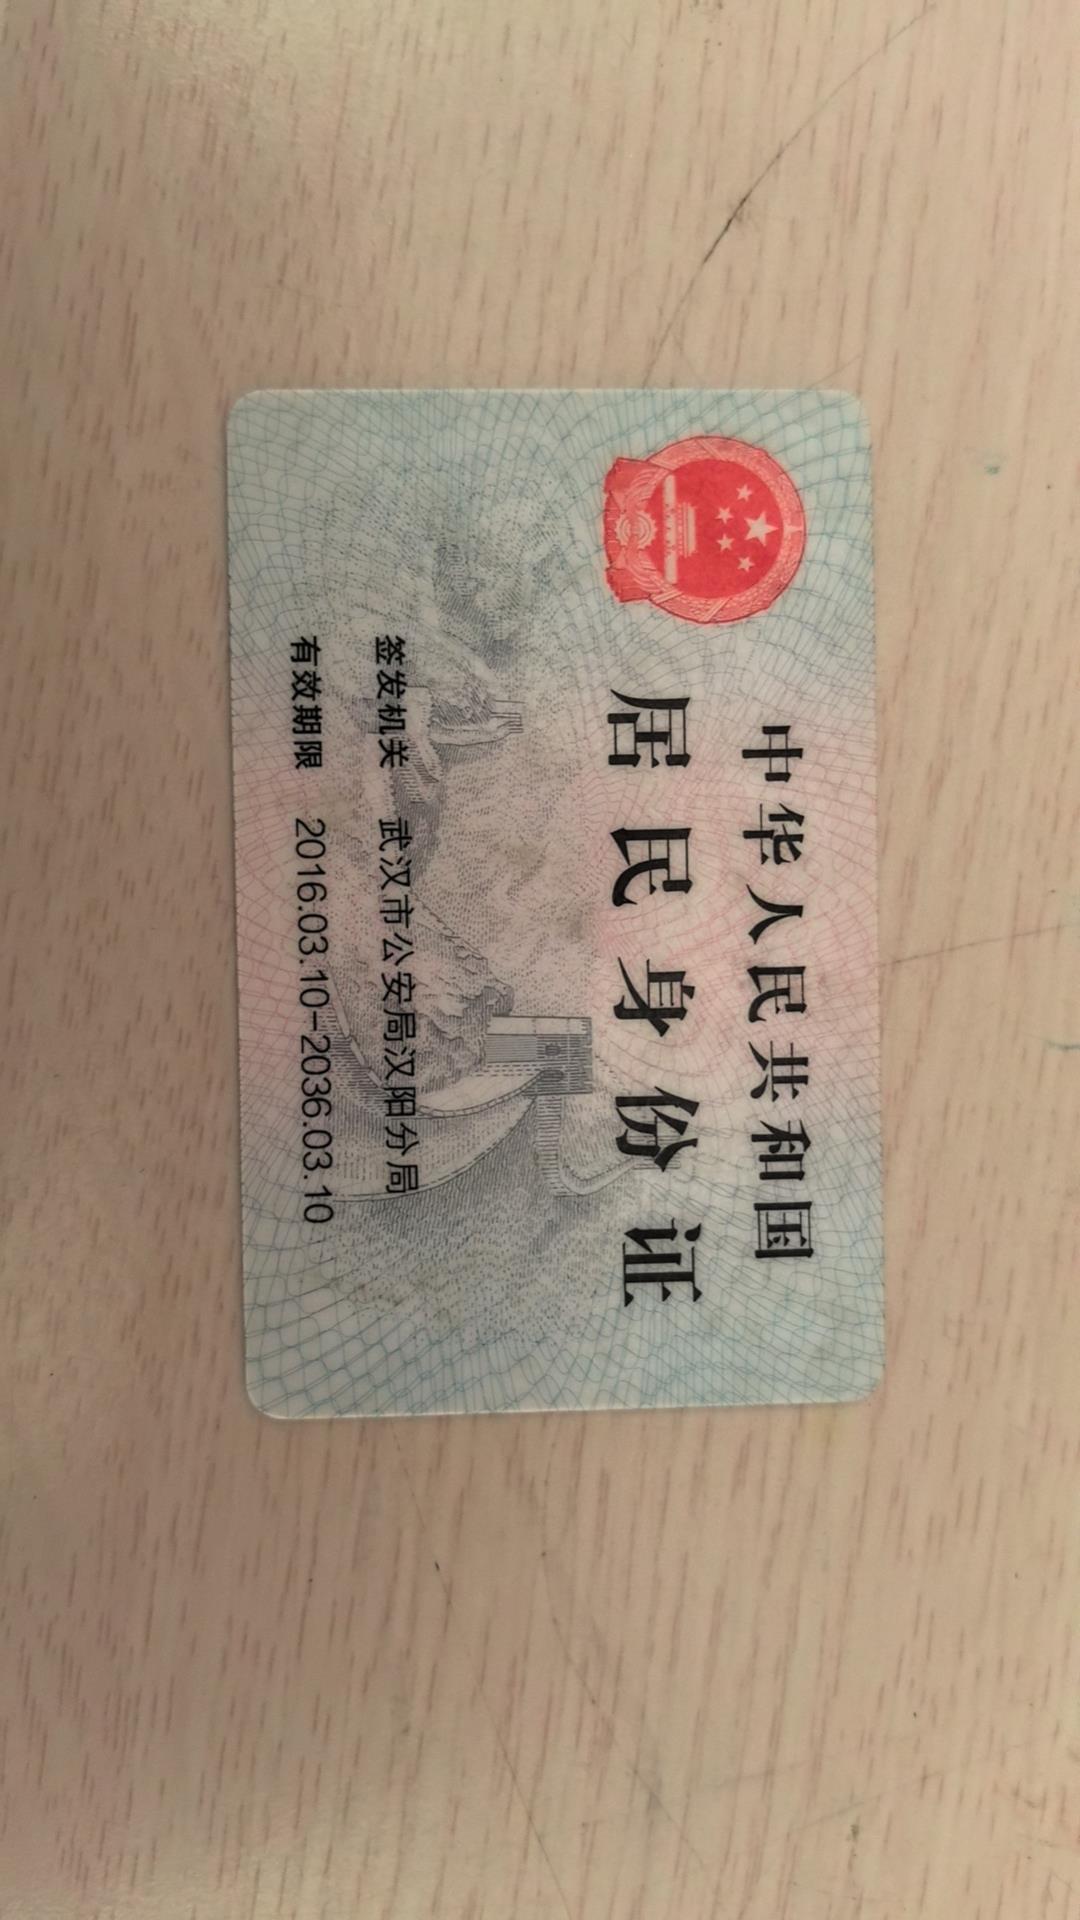 中华人民共和国
居民身份证
签发机关 武汉市公安局汉阳分局
有效期限 2016.03.10-2036.03.10